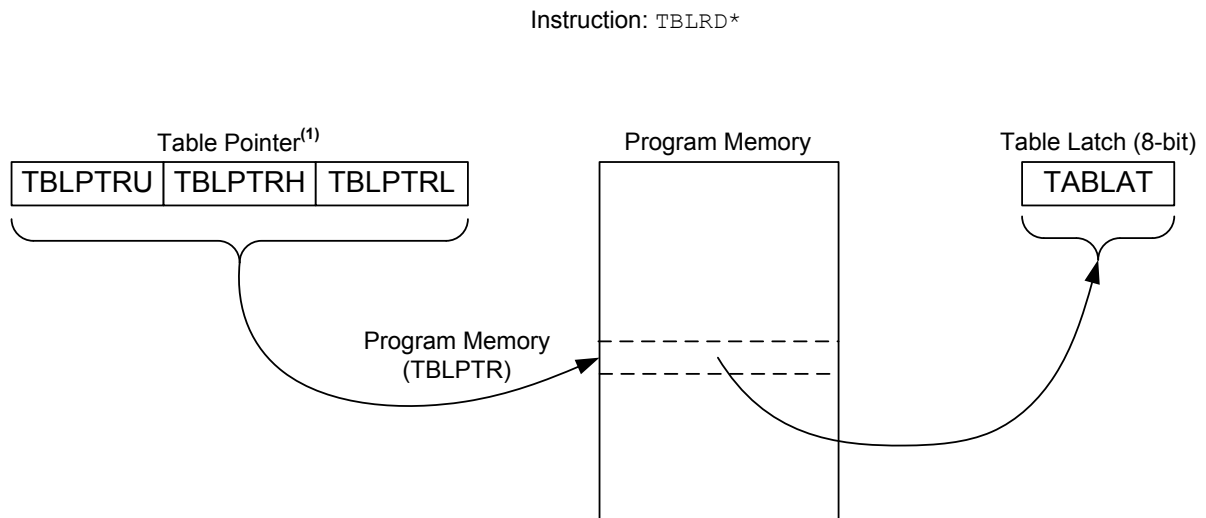 Instruction: TBLRD*
Table Pointer(1)
Program Memory
Table Latch (8-bit)
TBLPTRU TBLPTRH TBLPTRL
TABLAT
Program Memory
(TBLPTR)